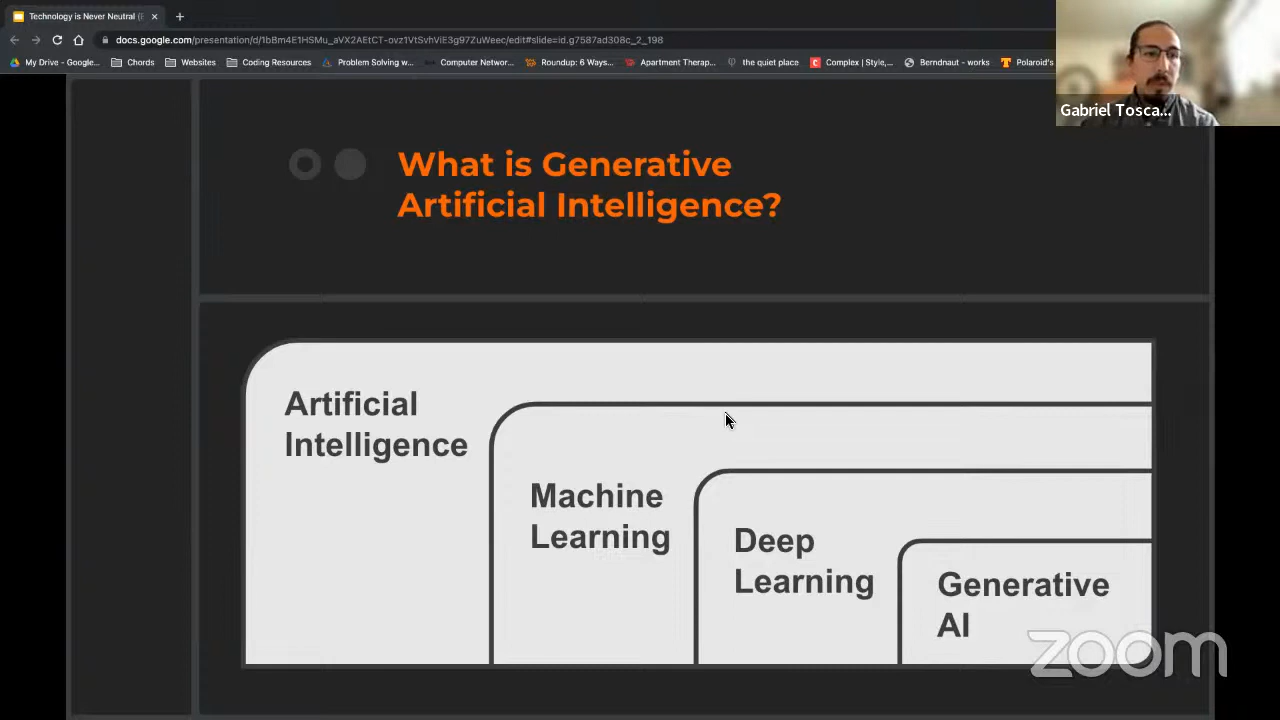 Technology is Never Neutral (
docs.google.com/presentation/d/1bBm4E1HSMu_aVX2AEtCT-ovz1VtSvhViE3g97ZuWeec/edit#slide=id.g7587ad308c_2_198
My Drive - Google... Chords Websites Coding Resources Problem Solving w... Computer Networ... Roundup: 6 Ways... Apartment Therap... the quiet place Complex | Style,... Berndnaut - works Polaroid's
Gabriel Tosca...
What is Generative
Artificial Intelligence?
Artificial
Intelligence
Machine
Learning
Deep
Learning
Generative
AI
zoom